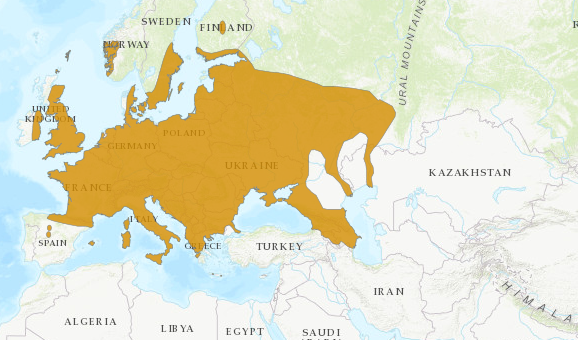 SWEDEN
FINLAND
NORWAY
URAL MOUNTAINS
R
UNITED
KINGDOM
POLAND
GERMANY
UKRAINE
KAZAKHSTAN
FRANCE
ITALY
SPAIN
GREECE
TURKEY
IRAN
HIMALA
ALGERIA
LIBYA
EGYPT
SAUDI
ARABIA